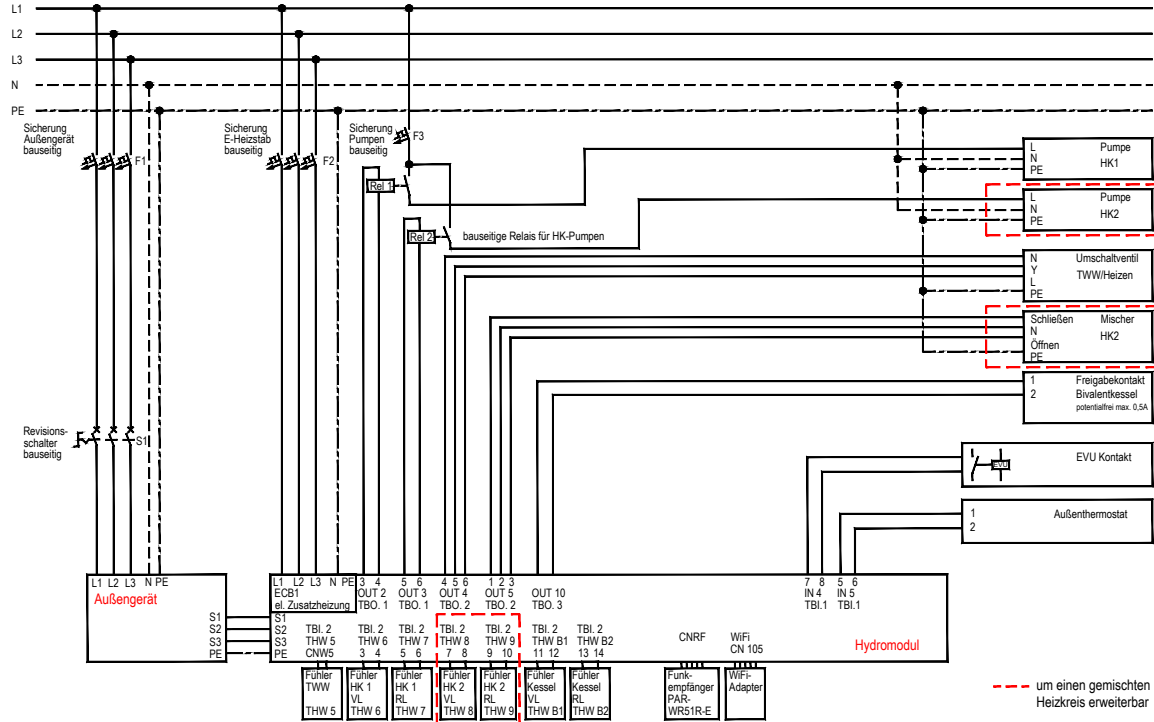 L1
L2
L3
N
PE
Sicherung
Außengerät
bauseitig
F1
Sicherung
E-Heizstab
bauseitig
F2
Sicherung
Pumpen
bauseitig
F3
Rel 1
Rel 2
bauseitige Relais für HK-Pumpen
L Pumpe
N HK1
PE
L Pumpe
N HK2
PE
N Umschaltventil
Y TWW/Heizen
L
PE
Schließen Mischer
N HK2
Öffnen
PE
1 Freigabekontakt
2 Bivalentkessel
potentialfrei max. 0,5A
EVU EVU Kontakt
1 Außenthermostat
2
Revisions-
schalter
bauseitig
S1
L1 L2 L3 N PE
Außengerät
S1
S2
S3
PE
L1 L2 L3 N PE
ECB1
el. Zusatzheizung
S1
S2
S3
PE
3 4
OUT 2
TBO. 1
5 6
OUT 3
TBO. 1
4 5 6
OUT 4
TBO. 2
1 2 3
OUT 5
TBO. 2
OUT 10
TBO. 3
7 8
IN 4
TBI.1
5 6
IN 5
TBI.1
TBI. 2
THW 5
CNW5
TBI. 2
THW 6
3 4
TBI. 2
THW 7
5 6
TBI. 2
THW 8
7 8
TBI. 2
THW 9
9 10
TBI. 2
THW B1
11 12
TBI. 2
THW B2
13 14
CNRF
WiFi
CN 105
Hydromodul
Fühler
TWW
THW 5
Fühler
HK 1
VL
THW 6
Fühler
HK 1
RL
THW 7
Fühler
HK 2
VL
THW 8
Fühler
HK 2
RL
THW 9
Fühler
Kessel
VL
THW B1
Fühler
Kessel
RL
THW B2
Funk-
empfänger
PAR-
WR51R-E
WiFi-
Adapter
um einen gemischten
Heizkreis erweiterbar